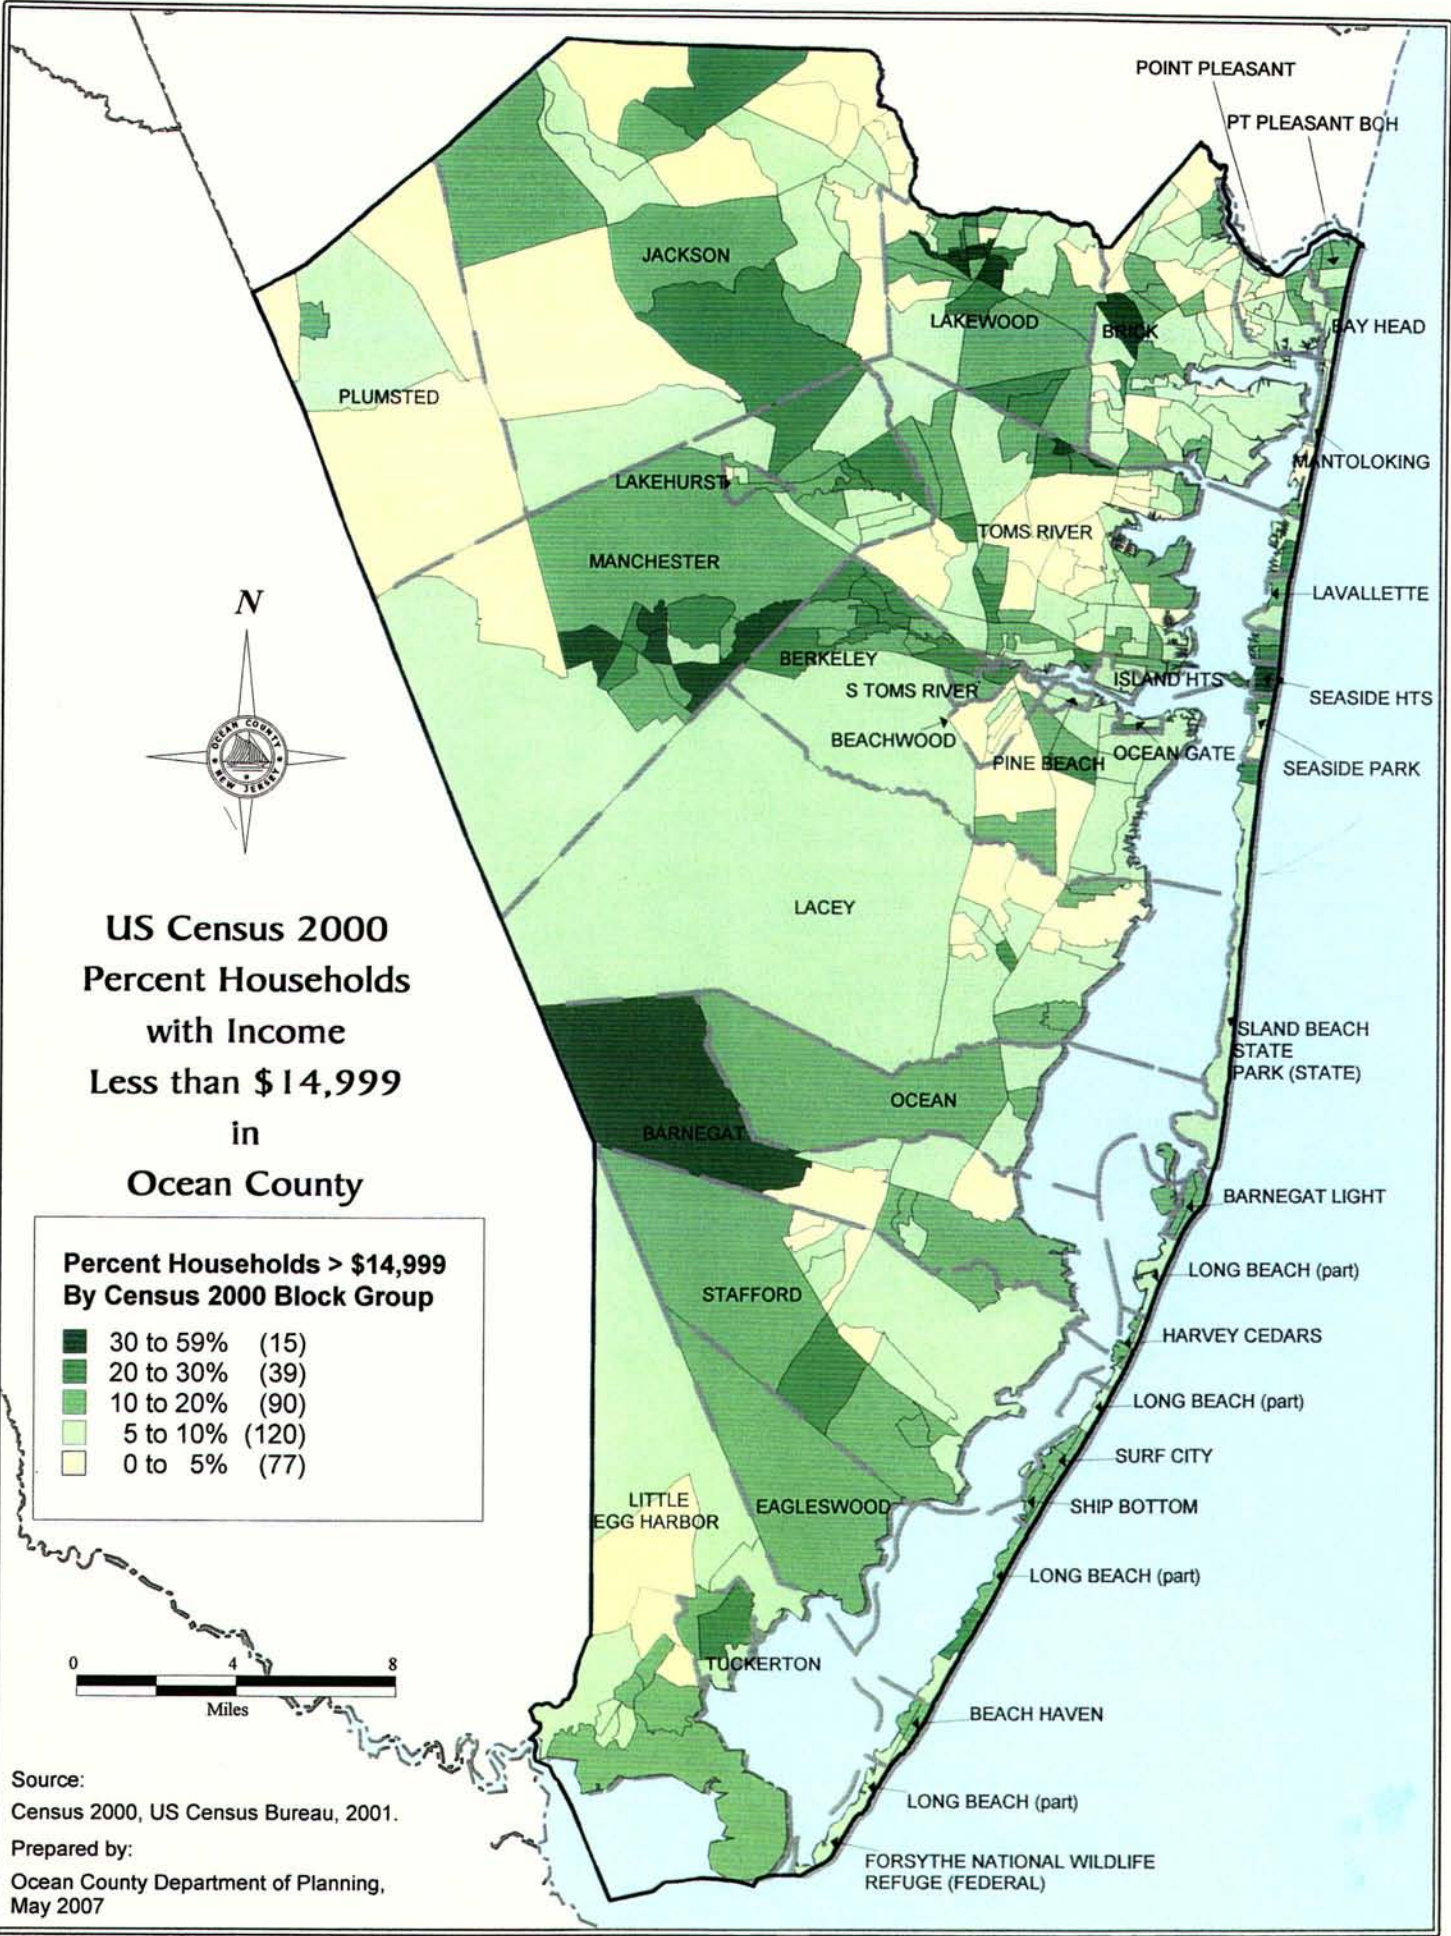 POINT PLEASANT
PT PLEASANT BCH
JACKSON
LAKEWOOD
BRICK
BAY HEAD
PLUMSTED
MANTOLOKING
LAKEHURST
TOMS RIVER
MANCHESTER
LAVALLETTE
N
BERKELEY
ISLAND HTS
S TOMS RIVER
SEASIDE HTS
BEACHWOOD
OCEAN GATE
PINE BEACH
SEASIDE PARK
OCEAN COUNTY
NEW JERSEY
LACEY
US Census 2000
Percent Households
with Income
Less than $14,999
in
Ocean County
SLAND BEACH
STATE
PARK (STATE)
OCEAN
BARNEGAT
BARNEGAT LIGHT
Percent Households > $14,999
By Census 2000 Block Group
30 to 59% (15)
20 to 30% (39)
10 to 20% (90)
5 to 10% (120)
0 to 5% (77)
LONG BEACH (part)
STAFFORD
HARVEY CEDARS
LONG BEACH (part)
SURF CITY
LITTLE
EGG HARBOR
EAGLESWOOD
SHIP BOTTOM
LONG BEACH (part)
TUCKERTON
0 4 8
Miles
BEACH HAVEN
LONG BEACH (part)
FORSYTHE NATIONAL WILDLIFE
REFUGE (FEDERAL)
Source:
Census 2000, US Census Bureau, 2001.
Prepared by:
Ocean County Department of Planning,
May 2007